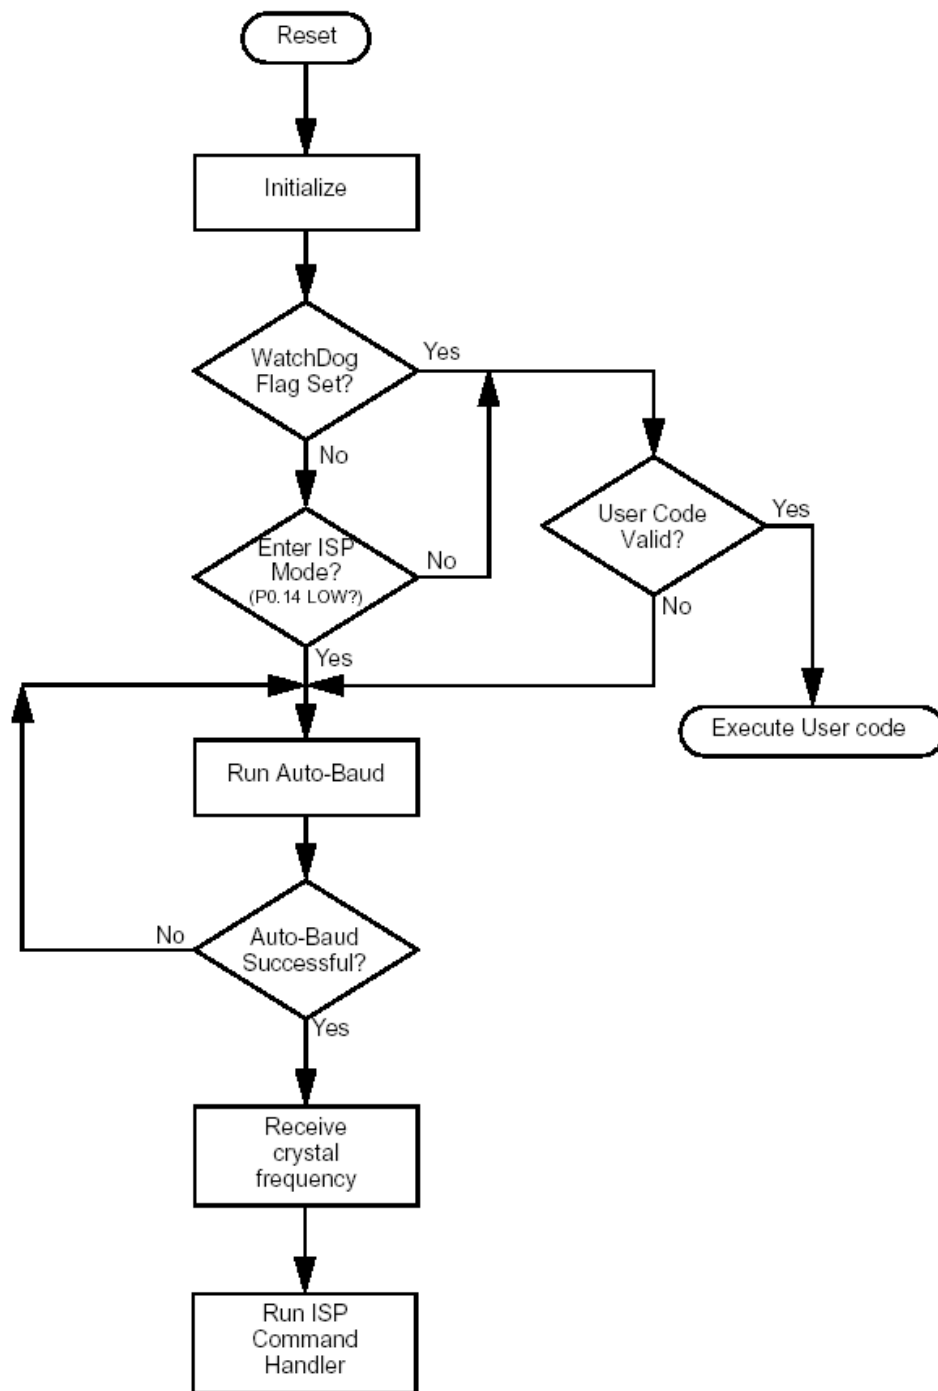 Reset
Initialize
WatchDog
Flag Set?
Yes
No
Enter ISP
Mode?
(P0.14 LOW?)
No
Yes
User Code
Valid?
Yes
No
Execute User code
Run Auto-Baud
Auto-Baud
Successful?
No
Yes
Receive
crystal
frequency
Run ISP
Command
Handler